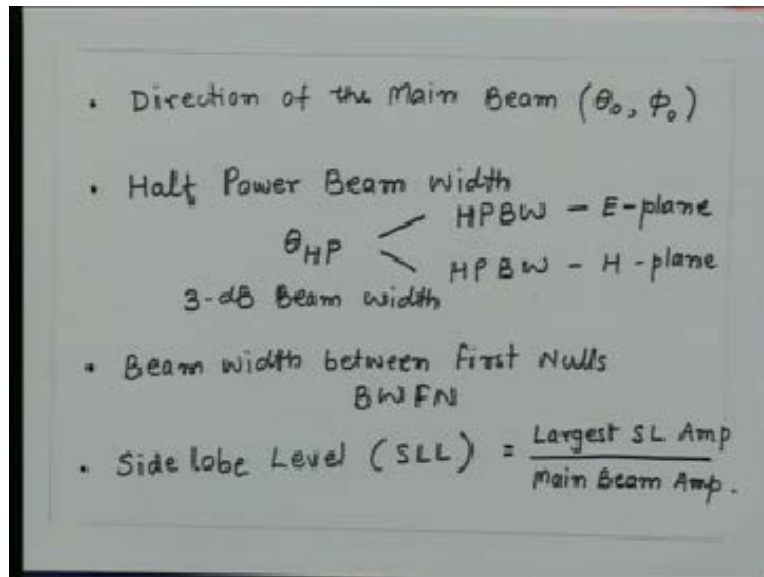 • Direction of the Main Beam (θ₀, ϕ₀)
• Half Power Beam Width
HPBW - E-plane
θHP
HPBW - H-plane
3-dB Beam width
• Beam width between First Nulls
BWFN
• Side lobe Level (SLL) = Largest SL Amp / Main Beam Amp.